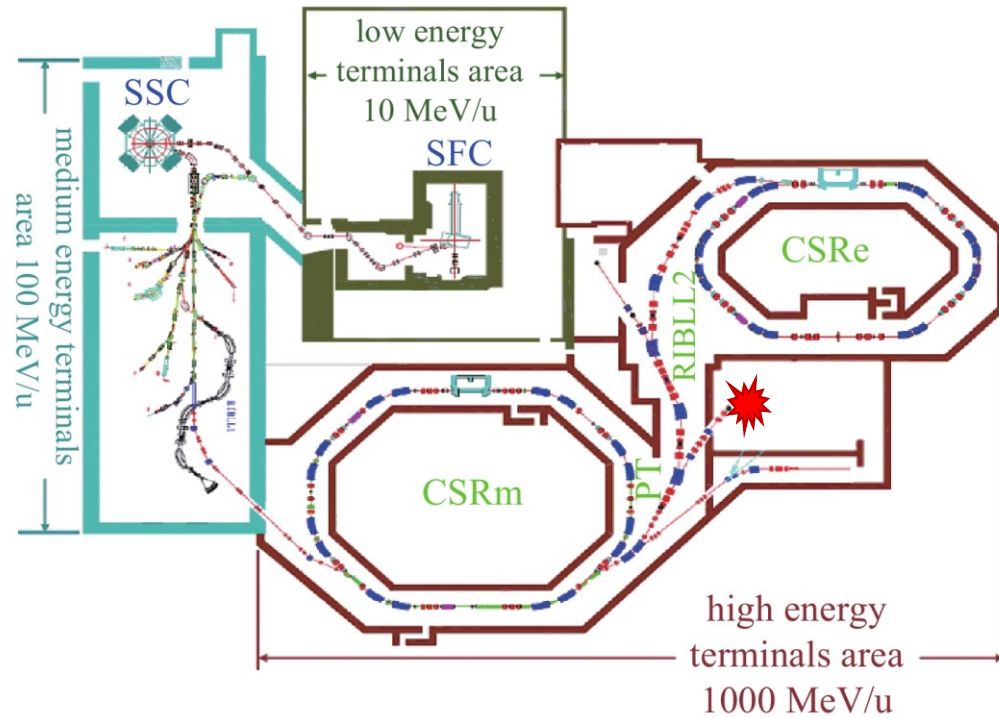 low energy
terminals area
10 MeV/u
SSC
SFC
medium energy terminals
area 100 MeV/u
RIBLL1
CSRe
RIBLL2
CSRm
PT
high energy
terminals area
1000 MeV/u